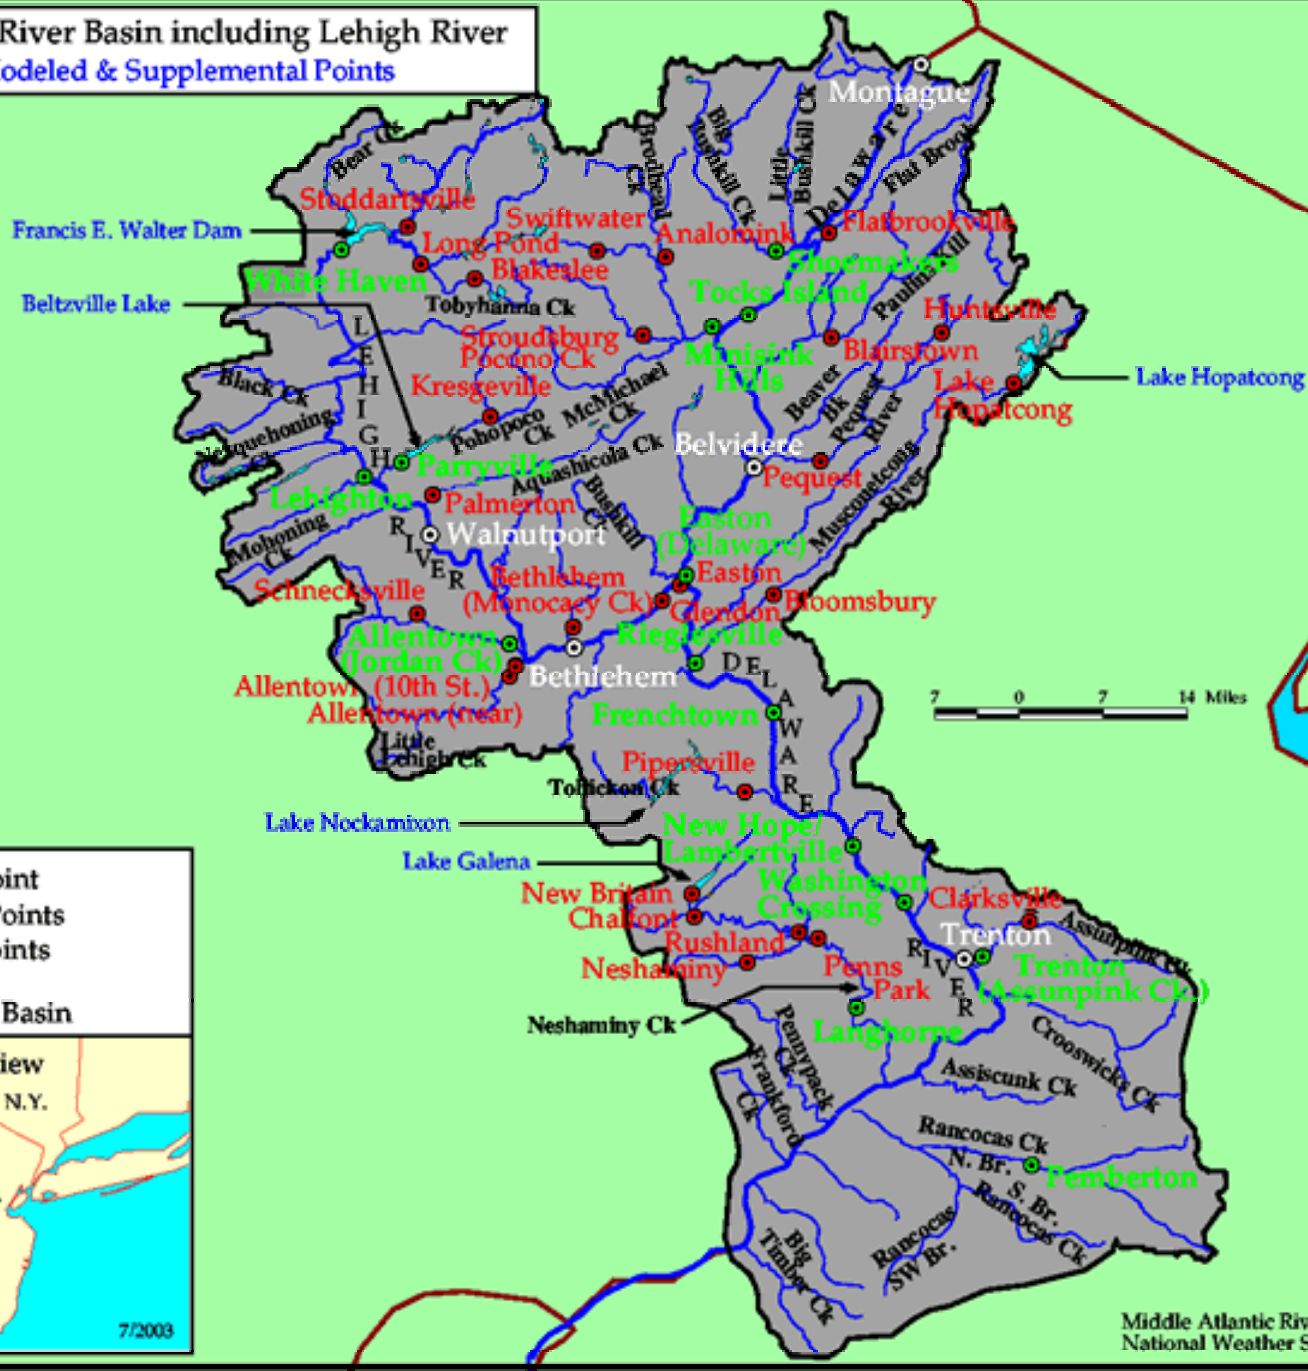 River Basin including Lehigh River
odeled & Supplemental Points
Montague
Bear Ck
Big
Bushkill Ck
Little
Bushkill Ck
Brodhead
Ck
Delaware
Flat Brook
Stoddartsville
Francis E. Walter Dam
Swiftwater
Analomink
Flatbrookville
Long Pond
Shoemakers
White Haven
Blakeslee
Paulins Kill
Beltzville Lake
Tobyhanna Ck
Tocks Island
Huntsville
Stroudsburg
Pocono Ck
Minisink
Hills
Blairstown
Lake Hopatcong
Lake
Hopatcong
Black Ck
Kresgeville
McMichael
Ck
Beaver
Bk
Pequest
River
LEHIGH
Nesquehoning
Ck
Pohopoco
Ck
Belvidere
Parryville
Aquashicola Ck
Pequest
Musconetcong
River
Lehighton
Palmerton
Bushkill
Ck
Easton
(Delaware)
Mohoning
Ck
RIVER
Walnutport
Schnecksville
Bethlehem
(Monocacy Ck)
Easton
Glendon
Bloomsbury
Allentown
(Jordan Ck)
Rieglesville
Bethlehem
DELAWARE
Allentown (10th St.)
Allentown (near)
7 0 7 14 Miles
Frenchtown
Little
Lehigh Ck
Pipersville
Tohickon Ck
Lake Nockamixon
New Hope/
Lambertville
Lake Galena
Washington
Crossing
New Britain
Chalfont
Clarksville
Assunpink Ck
Rushland
Trenton
RIVER
Neshaminy
Penns
Park
Trenton
(Assunpink Ck.)
Neshaminy Ck
Langhorne
Pennypack
Ck
Frankford
Ck
Crooswicks Ck
Assiscunk Ck
Rancocas Ck
N. Br.
Pemberton
S. Br.
Rancocas Ck
Rancocas
SW Br.
Big
Timber Ck
oint
Points
oints
Basin
iew
N.Y.
7/2003
Middle Atlantic Riv
National Weather S